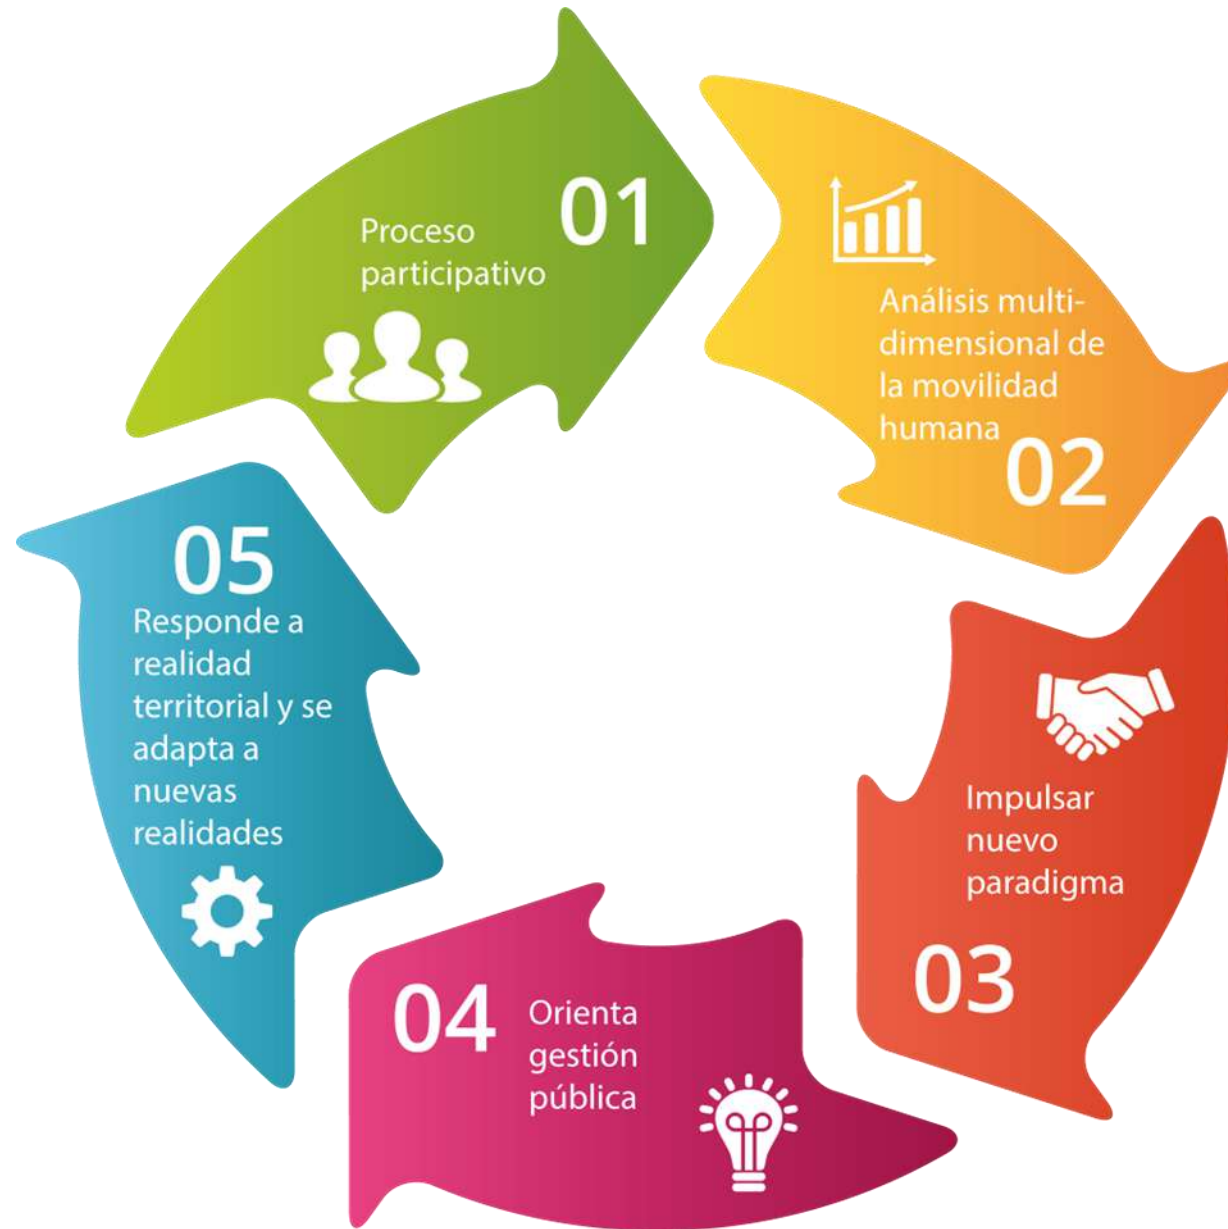 01
Proceso
participativo
Análisis multi-
dimensional de
la movilidad
humana
02
Impulsar
nuevo
paradigma
03
04
Orienta
gestión
pública
05
Responde a
realidad
territorial y se
adapta a
nuevas
realidades